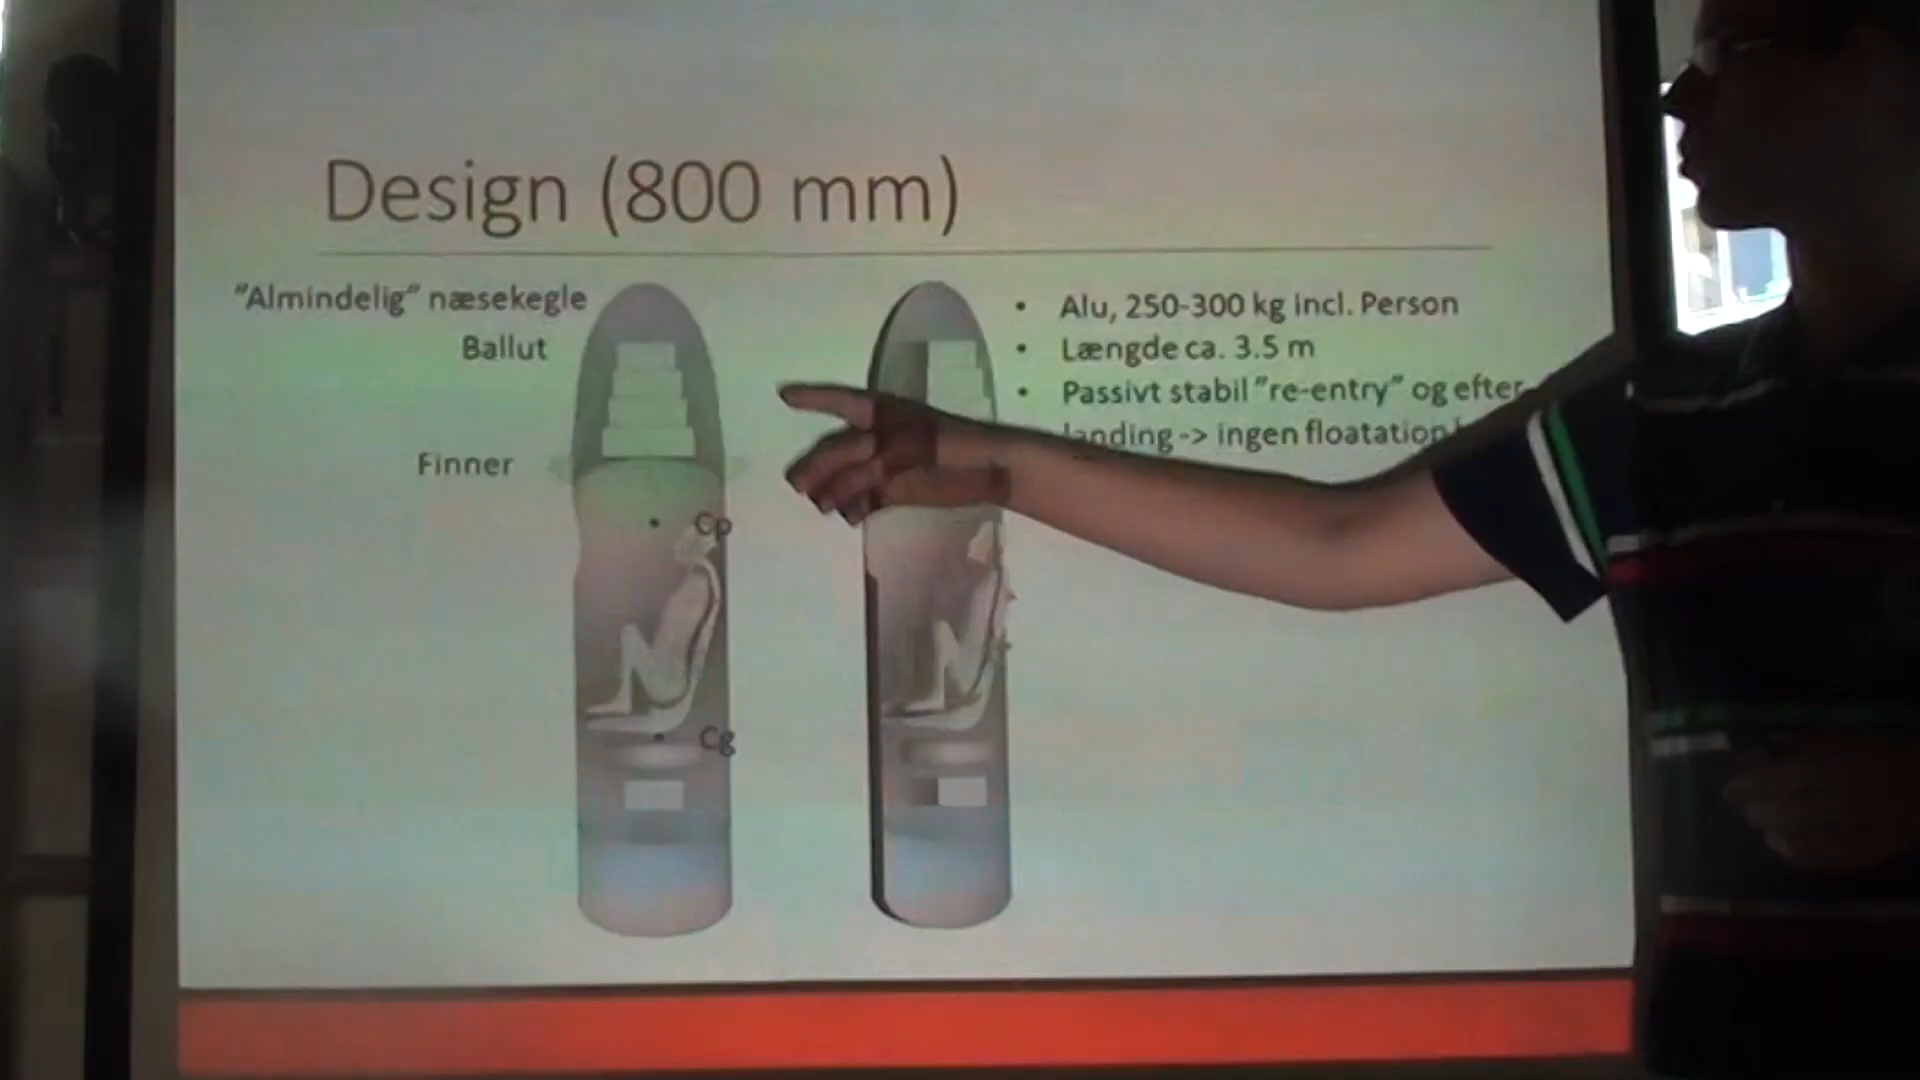 Design (800 mm)
"Almindelig" næsekegle
Ballut
Finner
Cp
Cg
• Alu, 250-300 kg incl. Person
• Længde ca. 3.5 m
• Passivt stabil "re-entry" og efter
landing -> ingen floatation